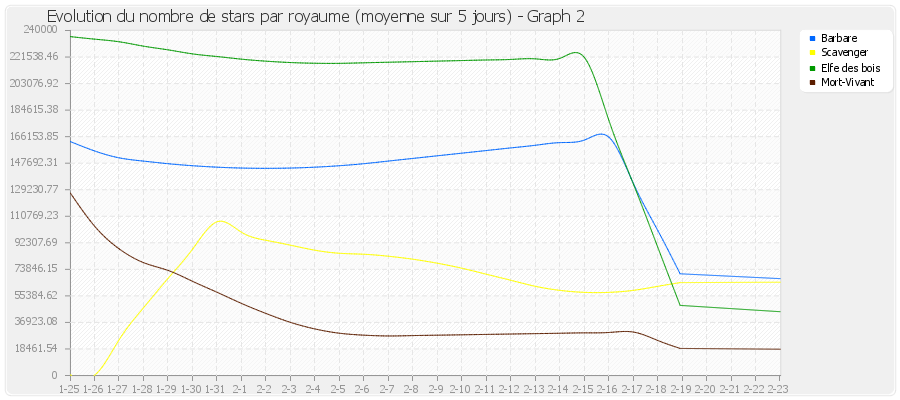 Evolution du nombre de stars par royaume (moyenne sur 5 jours) - Graph 2
240000
221538.46
203076.92
184615.38
166153.85
147692.31
129230.77
110769.23
92307.69
73846.15
55384.62
36923.08
18461.54
0
1-25 1-26 1-27 1-28 1-29 1-30 1-31 2-1 2-2 2-3 2-4 2-5 2-6 2-7 2-8 2-9 2-10 2-11 2-12 2-13 2-14 2-15 2-16 2-17 2-18 2-19 2-20 2-21 2-22 2-23
Barbare
Scavenger
Elfe des bois
Mort-Vivant